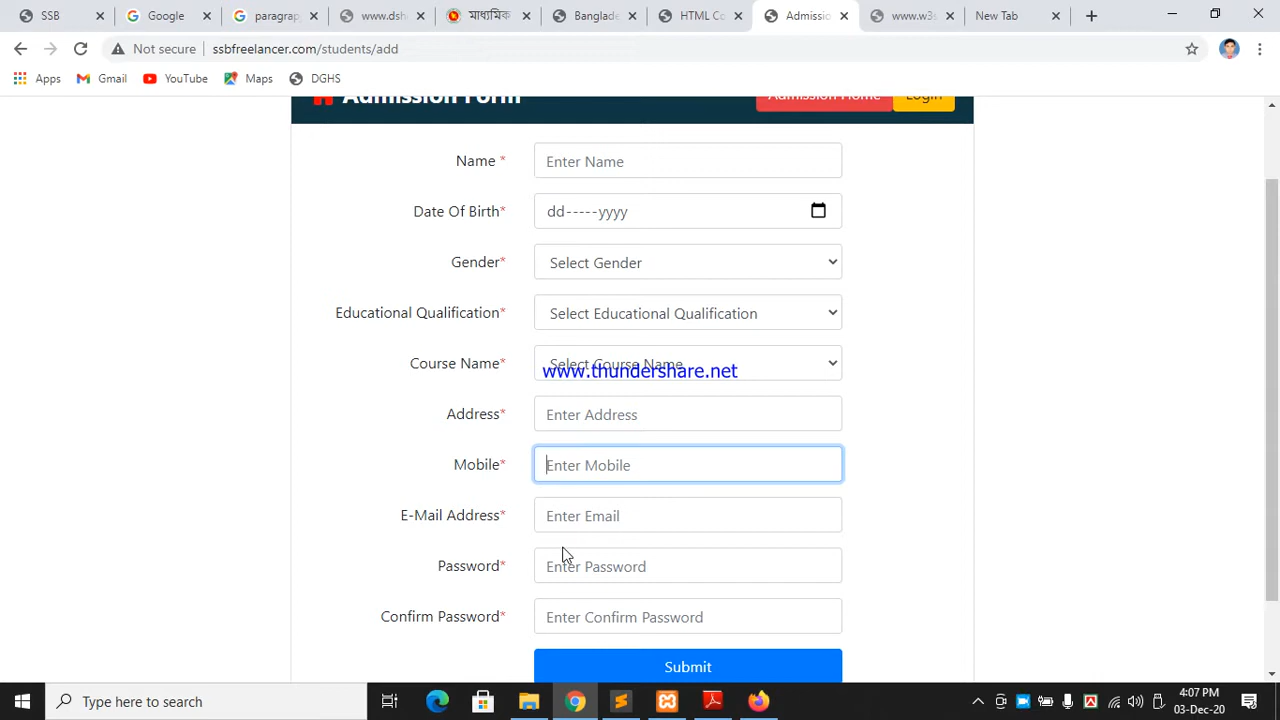 SSB
Google
paragrap
www.dsh
মাধ্যমিক
Banglade
HTML Co
Admissio
www.w3s
New Tab
Not secure
ssbfreelancer.com/students/add
Apps
Gmail
YouTube
Maps
DGHS
Admission Form
Admission Home
Login
Name *
Enter Name
Date Of Birth*
dd-----yyyy
Gender*
Select Gender
Educational Qualification*
Select Educational Qualification
Course Name*
Select Course Name
www.thundershare.net
Address*
Enter Address
Mobile*
Enter Mobile
E-Mail Address*
Enter Email
Password*
Enter Password
Confirm Password*
Enter Confirm Password
Submit
Type here to search
4:07 PM
03-Dec-20